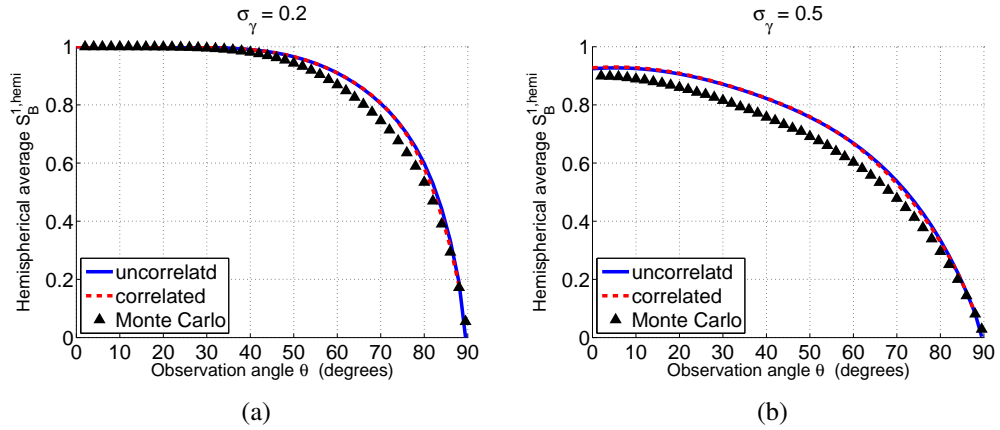 σγ = 0.2
Hemispherical average S_B^{1,hemi}
1
0.8
0.6
0.4
0.2
0
uncorrelatd
correlated
Monte Carlo
0 10 20 30 40 50 60 70 80 90
Observation angle θ (degrees)
(a)
σγ = 0.5
Hemispherical average S_B^{1,hemi}
1
0.8
0.6
0.4
0.2
0
uncorrelatd
correlated
Monte Carlo
0 10 20 30 40 50 60 70 80 90
Observation angle θ (degrees)
(b)